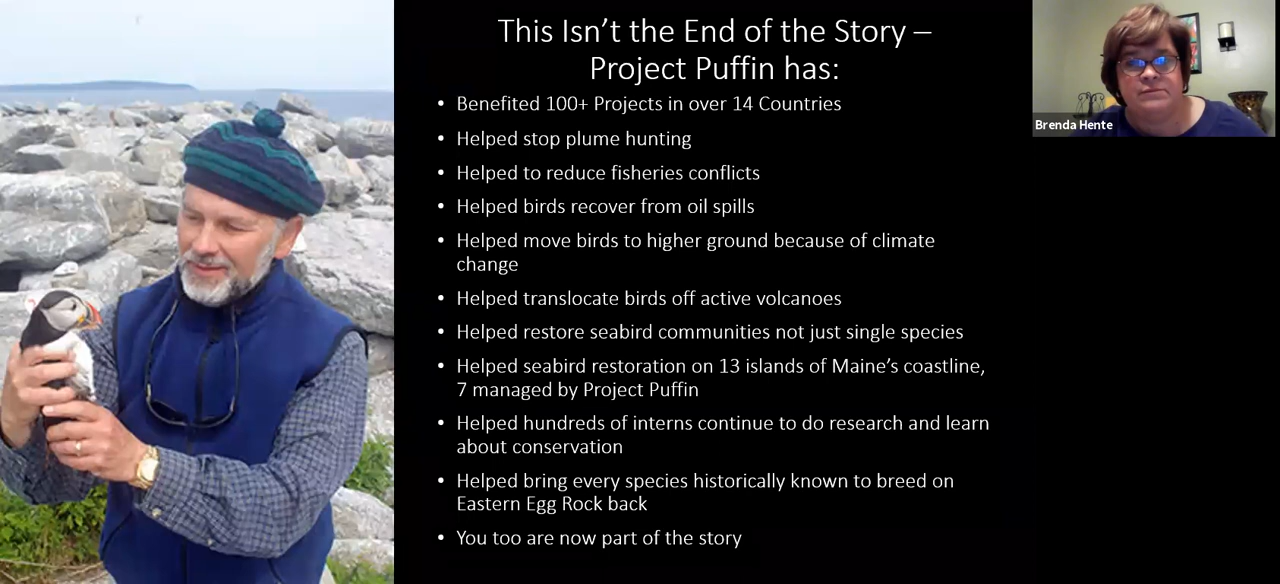 This Isn’t the End of the Story –
Project Puffin has:
• Benefited 100+ Projects in over 14 Countries
• Helped stop plume hunting
• Helped to reduce fisheries conflicts
• Helped birds recover from oil spills
• Helped move birds to higher ground because of climate
change
• Helped translocate birds off active volcanoes
• Helped restore seabird communities not just single species
• Helped seabird restoration on 13 islands of Maine’s coastline,
7 managed by Project Puffin
• Helped hundreds of interns continue to do research and learn
about conservation
• Helped bring every species historically known to breed on
Eastern Egg Rock back
• You too are now part of the story
Brenda Hente